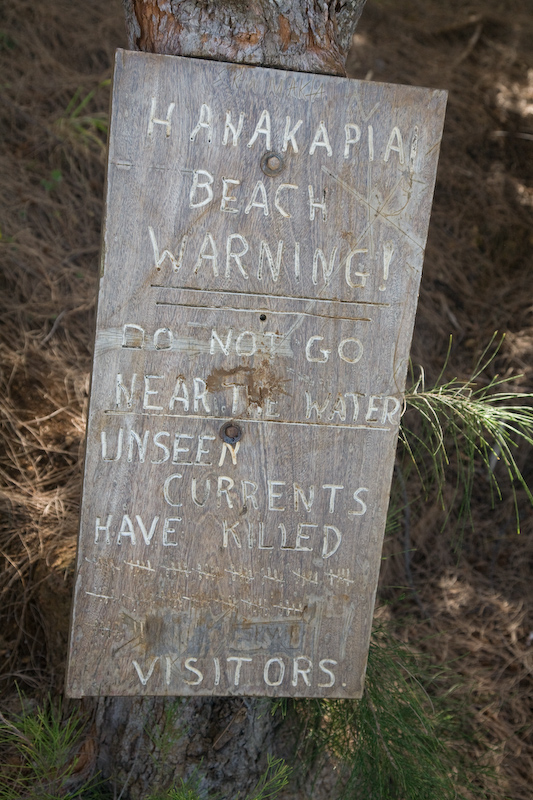 HANAKAPIAI
BEACH
WARNING!
DO NOT GO
NEAR THE WATER
UNSEEN
CURRENTS
HAVE KILLED
VISITORS.